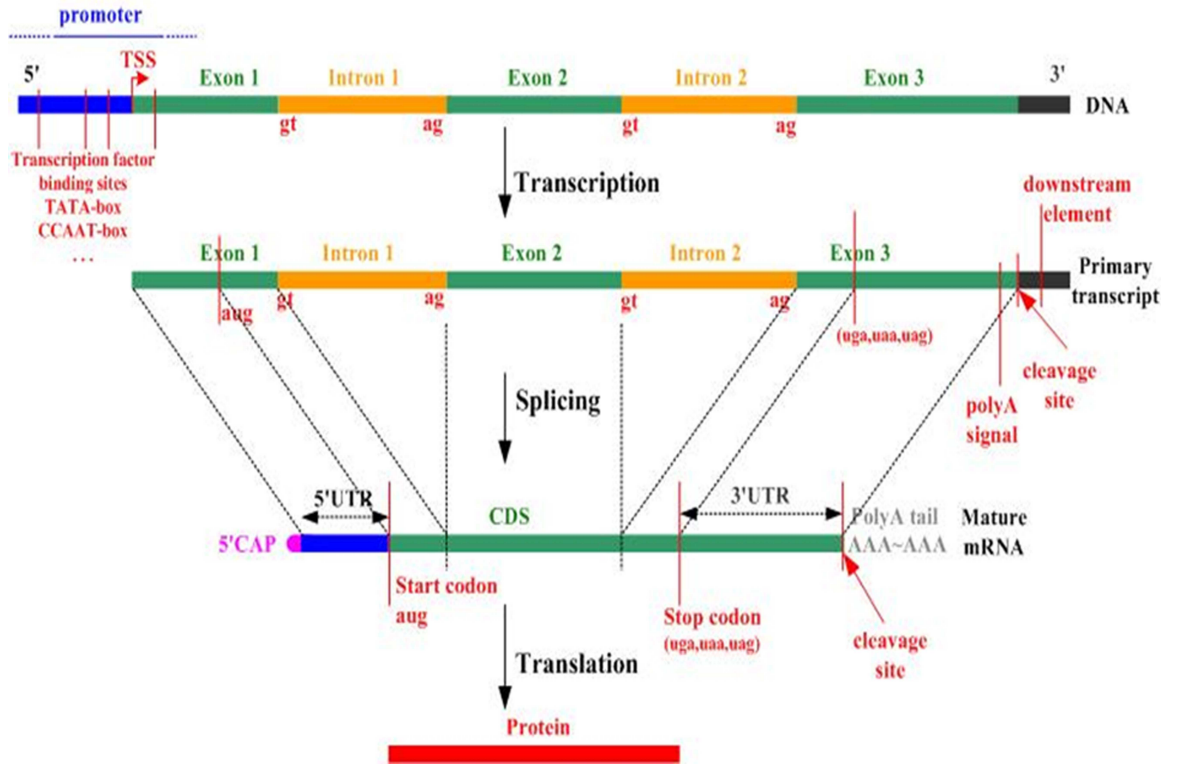 promoter
5'
TSS
Exon 1
Intron 1
Exon 2
Intron 2
Exon 3
3'
DNA
gt
ag
gt
ag
Transcription factor
binding sites
TATA-box
CCAAT-box
...
Transcription
downstream
element
Exon 1
Intron 1
Exon 2
Intron 2
Exon 3
Primary
transcript
aug
gt
ag
gt
ag
(uga,uaa,uag)
cleavage
site
polyA
signal
Splicing
5'UTR
CDS
3'UTR
PolyA tail
AAA~AAA
Mature
mRNA
5'CAP
Start codon
aug
Stop codon
(uga,uaa,uag)
cleavage
site
Translation
Protein